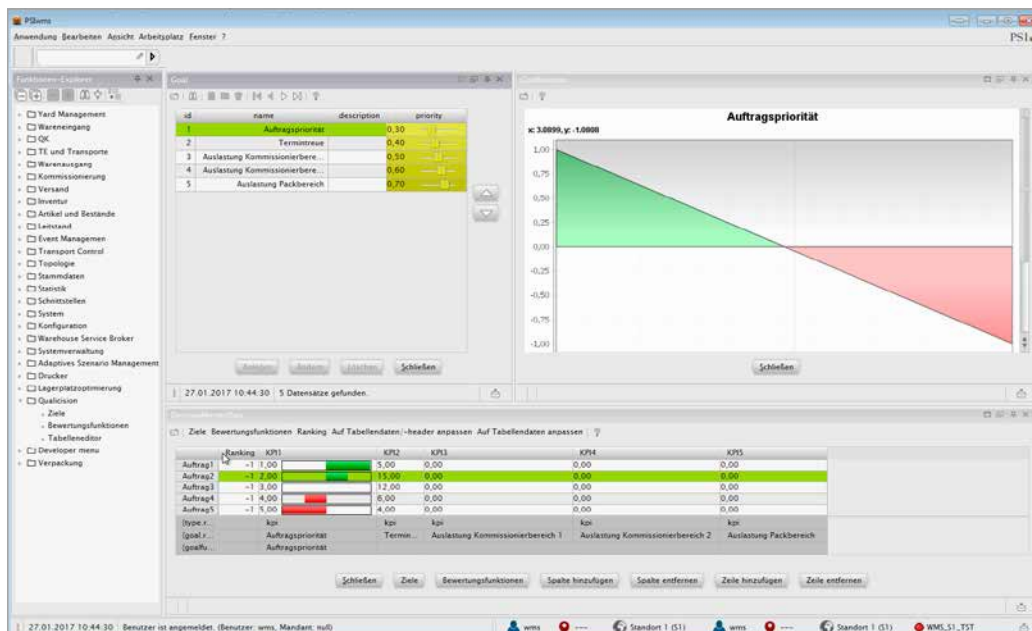 PSIwms
Anwendung Bearbeiten Ansicht Arbeitsplatz Fenster ?
PSI
Funktionen-Explorer
Yard Management
Wareneingang
QK
TE und Transporte
Warenausgang
Kommissionierung
Versand
Inventur
Artikel und Bestände
Leitstand
Event Managemen
Transport Control
Topologie
Stammdaten
Statistik
Schnittstellen
System
Konfiguration
Warehouse Service Broker
Systemverwaltung
Adaptives Szenario Management
Drucker
Lagerplatzoptimierung
Qualicision
Ziele
Bewertungsfunktionen
Tabelleneditor
Developer menu
Verpackung
Goal
id name description priority
1 Auftragspriorität 0,30
2 Termintreue 0,40
3 Auslastung Kommissionierbere... 0,50
4 Auslastung Kommissionierbere... 0,60
5 Auslastung Packbereich 0,70
Anlegen Ändern Löschen Schließen
27.01.2017 10:44:30 5 Datensätze gefunden.
Auftragspriorität
x: 3.0899, y: -1.0808
1,00
0,75
0,50
0,25
0,00
-0,25
-0,50
-0,75
-1,00
Schließen
Ziele Bewertungsfunktionen Ranking Auf Tabellendaten/-header anpassen Auf Tabellendaten anpassen
Ranking KPI1 KPI2 KPI3 KPI4 KPI5
Auftrag1 -1 1,00 5,00 0,00 0,00 0,00
Auftrag2 -1 2,00 15,00 0,00 0,00 0,00
Auftrag3 -1 3,00 12,00 0,00 0,00 0,00
Auftrag4 -1 4,00 6,00 0,00 0,00 0,00
Auftrag5 -1 5,00 4,00 0,00 0,00 0,00
[type.r... kpi kpi kpi kpi kpi
[goal.r... Auftragspriorität Termin... Auslastung Kommissionierbereich 1 Auslastung Kommissionierbereich 2 Auslastung Packbereich
[goalfu... Auftragspriorität
Schließen Ziele Bewertungsfunktionen Spalte hinzufügen Spalte entfernen Zeile hinzufügen Zeile entfernen
27.01.2017 10:44:30 Benutzer ist angemeldet. (Benutzer: wms, Mandant: null) wms --- Standort 1 (S1) wms --- Standort 1 (S1) WMS_S1_TST